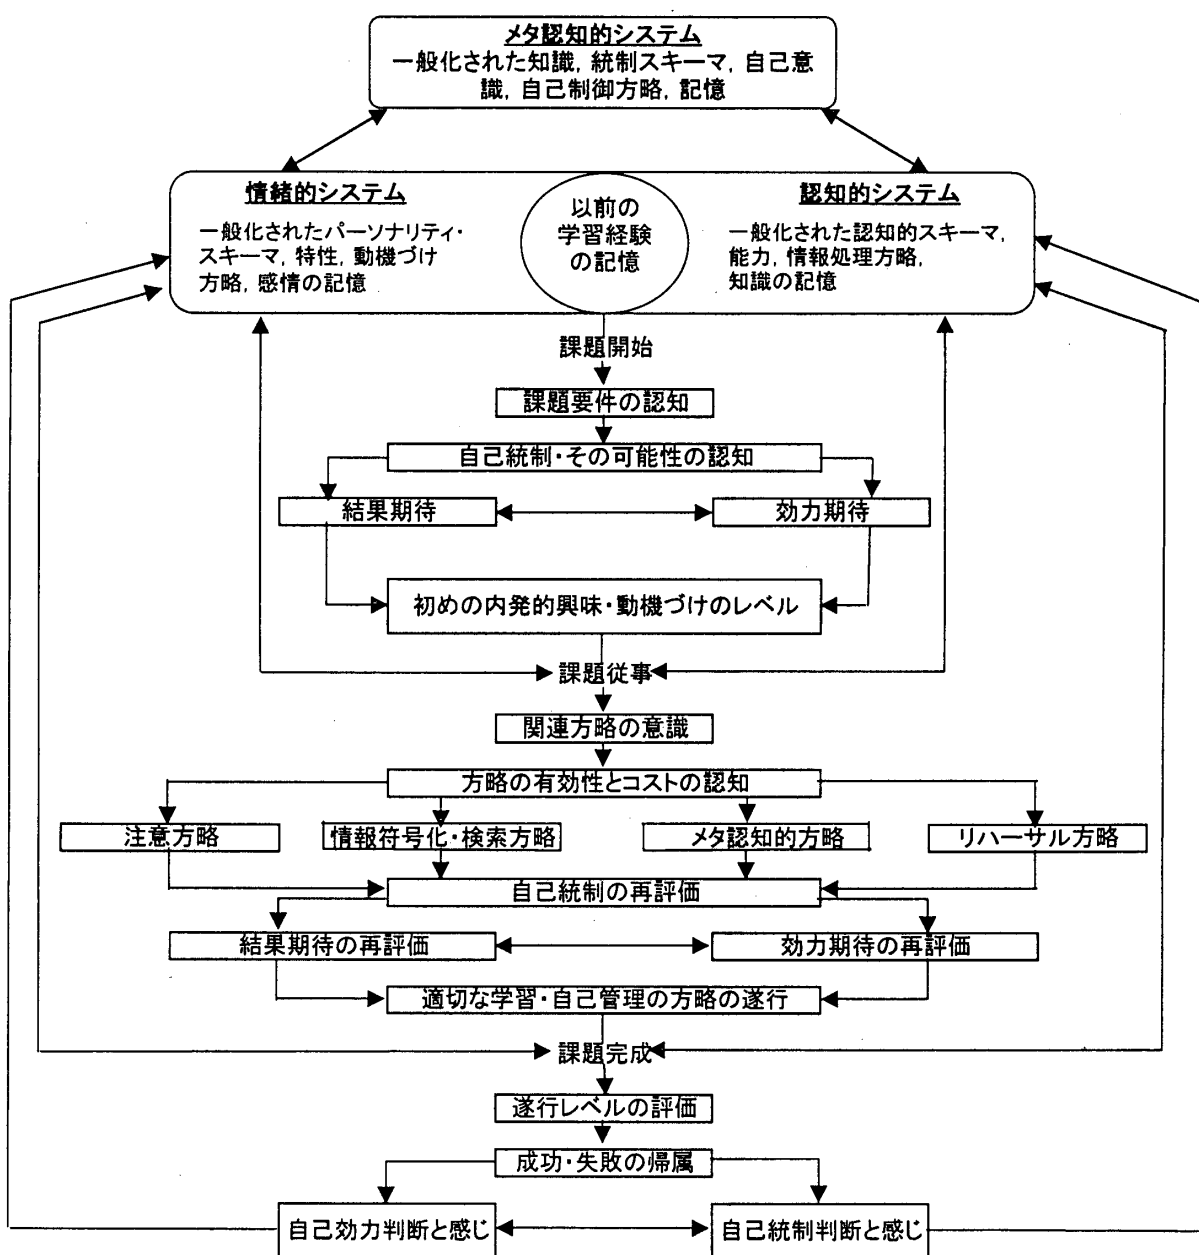 メタ認知的システム
一般化された知識, 統制スキーマ, 自己意
識, 自己制御方略, 記憶
情緒的システム
一般化されたパーソナリティ・
スキーマ, 特性, 動機づけ
方略, 感情の記憶
以前の
学習経験
の記憶
認知的システム
一般化された認知的スキーマ,
能力, 情報処理方略,
知識の記憶
課題開始
課題要件の認知
自己統制・その可能性の認知
結果期待
効力期待
初めの内発的興味・動機づけのレベル
課題従事
関連方略の意識
方略の有効性とコストの認知
注意方略
情報符号化・検索方略
メタ認知的方略
リハーサル方略
自己統制の再評価
結果期待の再評価
効力期待の再評価
適切な学習・自己管理の方略の遂行
課題完成
遂行レベルの評価
成功・失敗の帰属
自己効力判断と感じ
自己統制判断と感じ